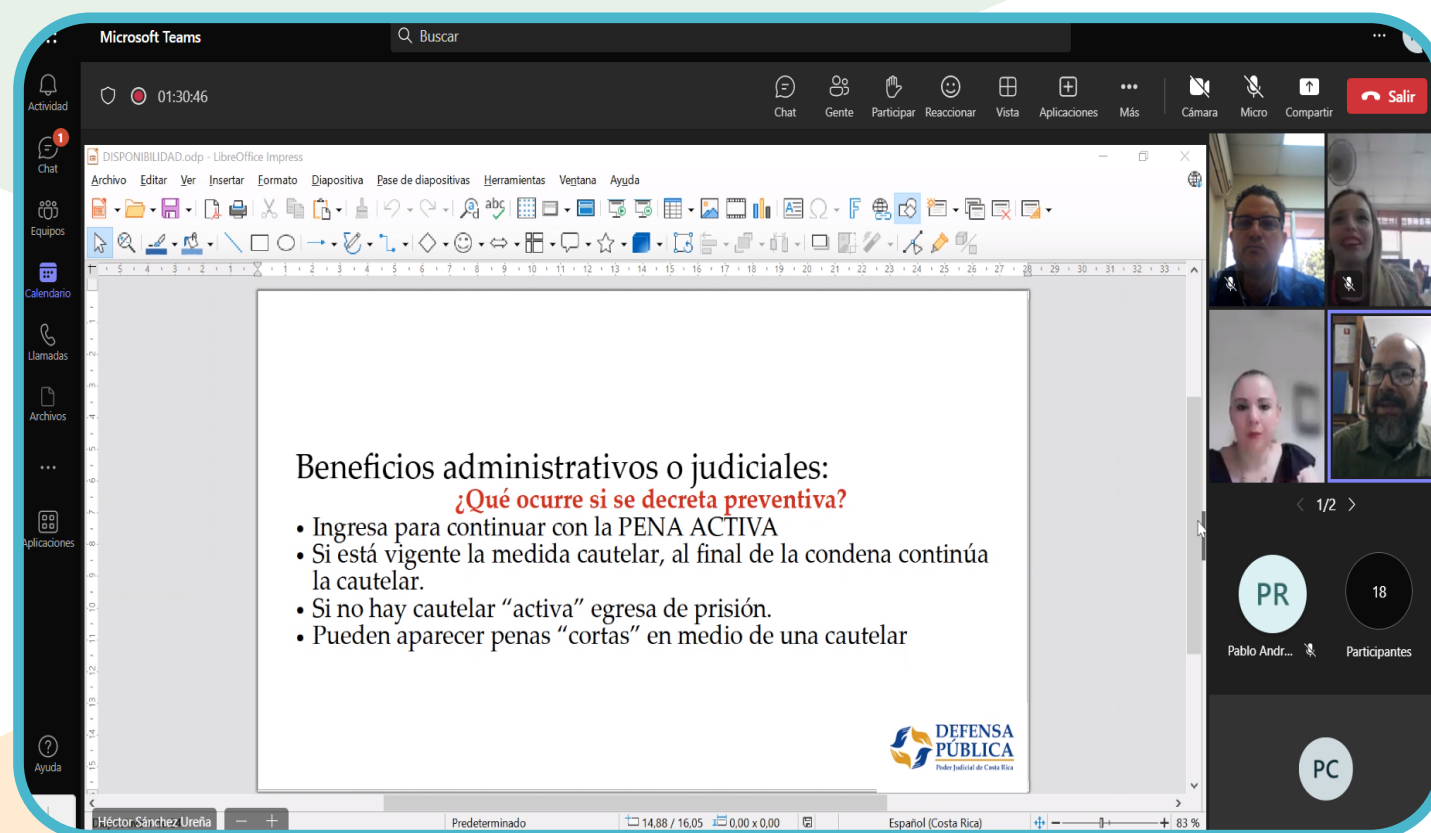 Microsoft Teams
Buscar
Actividad
01:30:46
Chat
Gente
Participar
Reaccionar
Vista
Aplicaciones
Más
Cámara
Micro
Compartir
Salir
1
Chat
Equipos
Calendario
Llamadas
Archivos
Aplicaciones
Ayuda
DISPONIBILIDAD.odp - LibreOffice Impress
Archivo Editar Ver Insertar Formato Diapositiva Pase de diapositivas Herramientas Ventana Ayuda
Beneficios administrativos o judiciales:
¿Qué ocurre si se decreta preventiva?
• Ingresa para continuar con la PENA ACTIVA
• Si está vigente la medida cautelar, al final de la condena continúa
la cautelar.
• Si no hay cautelar “activa” egresa de prisión.
• Pueden aparecer penas “cortas” en medio de una cautelar
DEFENSA
PÚBLICA
Poder Judicial de Costa Rica
1/2
PR
18
Pablo Andr...
Participantes
PC
Héctor Sánchez Ureña
Predeterminado
14,88 / 16,05
0,00 x 0,00
Español (Costa Rica)
83 %